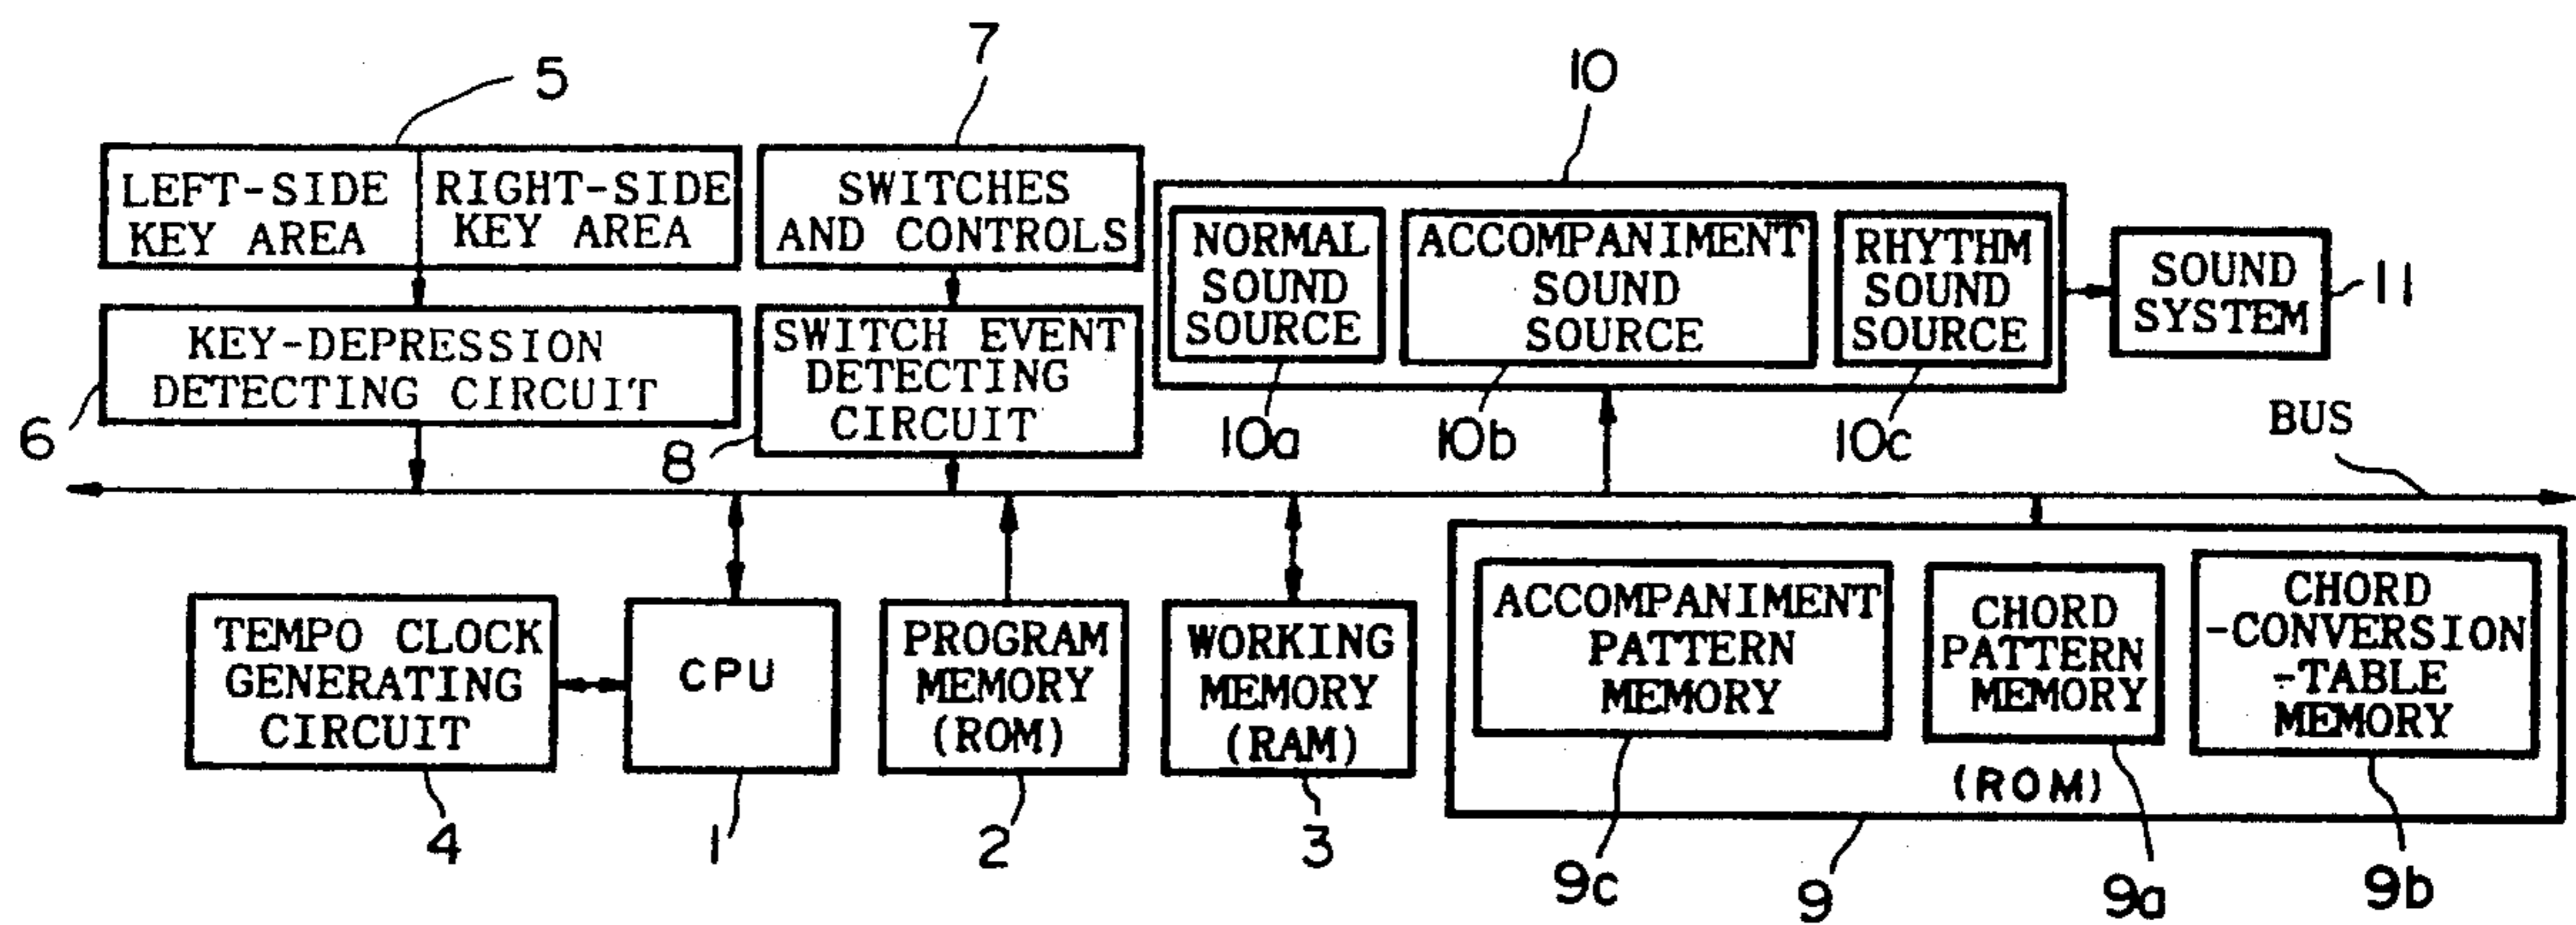 7
5
10
LEFT-SIDE
KEY AREA
RIGHT-SIDE
KEY AREA
SWITCHES
AND CONTROLS
NORMAL
SOUND
SOURCE
ACCOMPANIMENT
SOUND
SOURCE
RHYTHM
SOUND
SOURCE
SOUND
SYSTEM
11
KEY-DEPRESSION
DETECTING CIRCUIT
6
SWITCH EVENT
DETECTING
CIRCUIT
8
10a
10b
10c
BUS
TEMPO CLOCK
GENERATING
CIRCUIT
CPU
PROGRAM
MEMORY
(ROM)
WORKING
MEMORY
(RAM)
ACCOMPANIMENT
PATTERN
MEMORY
CHORD
PATTERN
MEMORY
CHORD
-CONVERSION
-TABLE
MEMORY
(ROM)
4
1
2
3
9c
9
9a
9b